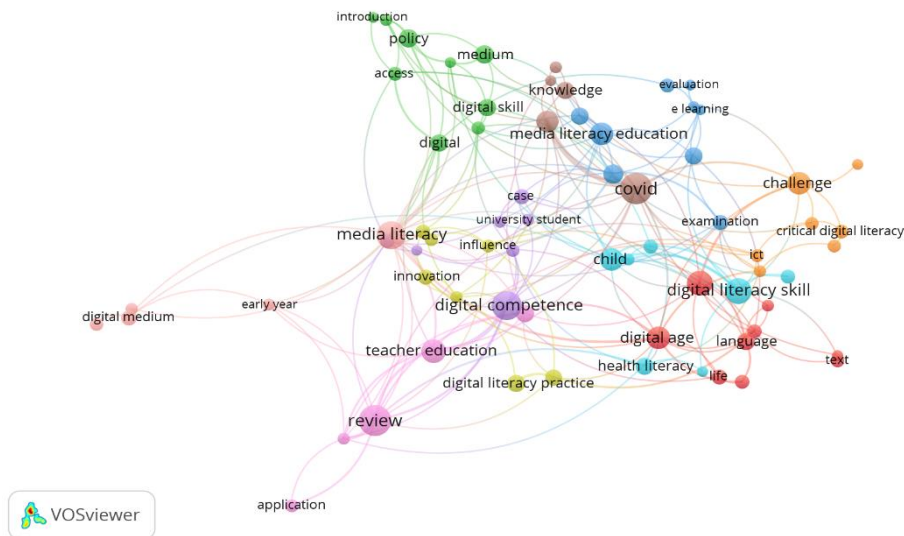 introduction
policy
medium
access
knowledge
evaluation
digital skill
e learning
media literacy education
digital
covid
challenge
case
university student
examination
critical digital literacy
media literacy
influence
child
ict
innovation
digital literacy skill
digital competence
early year
digital medium
digital age
language
teacher education
health literacy
text
life
digital literacy practice
review
application
VOSviewer